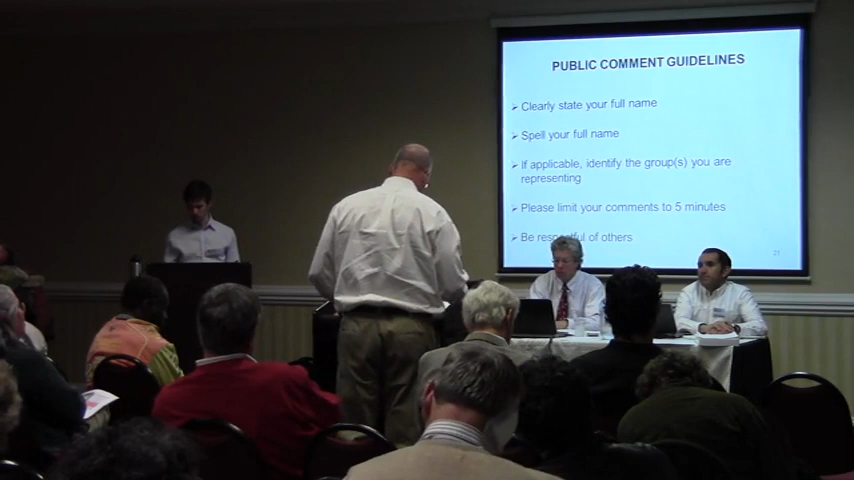 PUBLIC COMMENT GUIDELINES
➢ Clearly state your full name
➢ Spell your full name
➢ If applicable, identify the group(s) you are
representing
➢ Please limit your comments to 5 minutes
➢ Be respectful of others
21